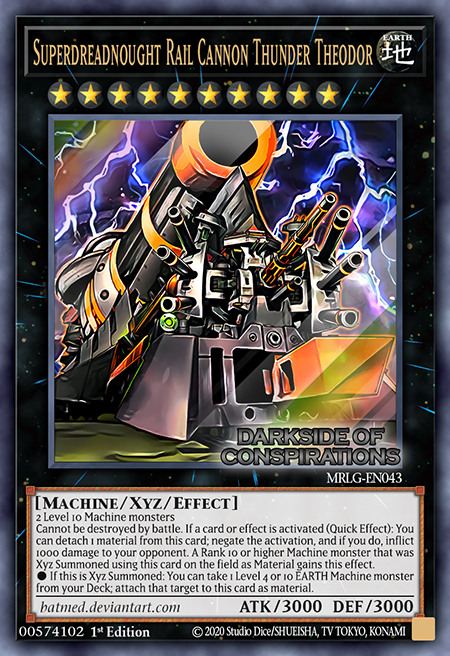 Superdreadnought Rail Cannon Thunder Theodor
EARTH
地
DARKSIDE OF
CONSPIRATIONS
MRLG-EN043
[Machine/Xyz/Effect]
2 Level 10 Machine monsters
Cannot be destroyed by battle. If a card or effect is activated (Quick Effect): You
can detach 1 material from this card; negate the activation, and if you do, inflict
1000 damage to your opponent. A Rank 10 or higher Machine monster that was
Xyz Summoned using this card on the field as Material gains this effect.
● If this is Xyz Summoned: You can take 1 Level 4 or 10 EARTH Machine monster
from your Deck; attach that target to this card as material.
batmed.deviantart.com ATK/3000 DEF/3000
00574102 1st Edition © 2020 Studio Dice/SHUEISHA, TV TOKYO, KONAMI